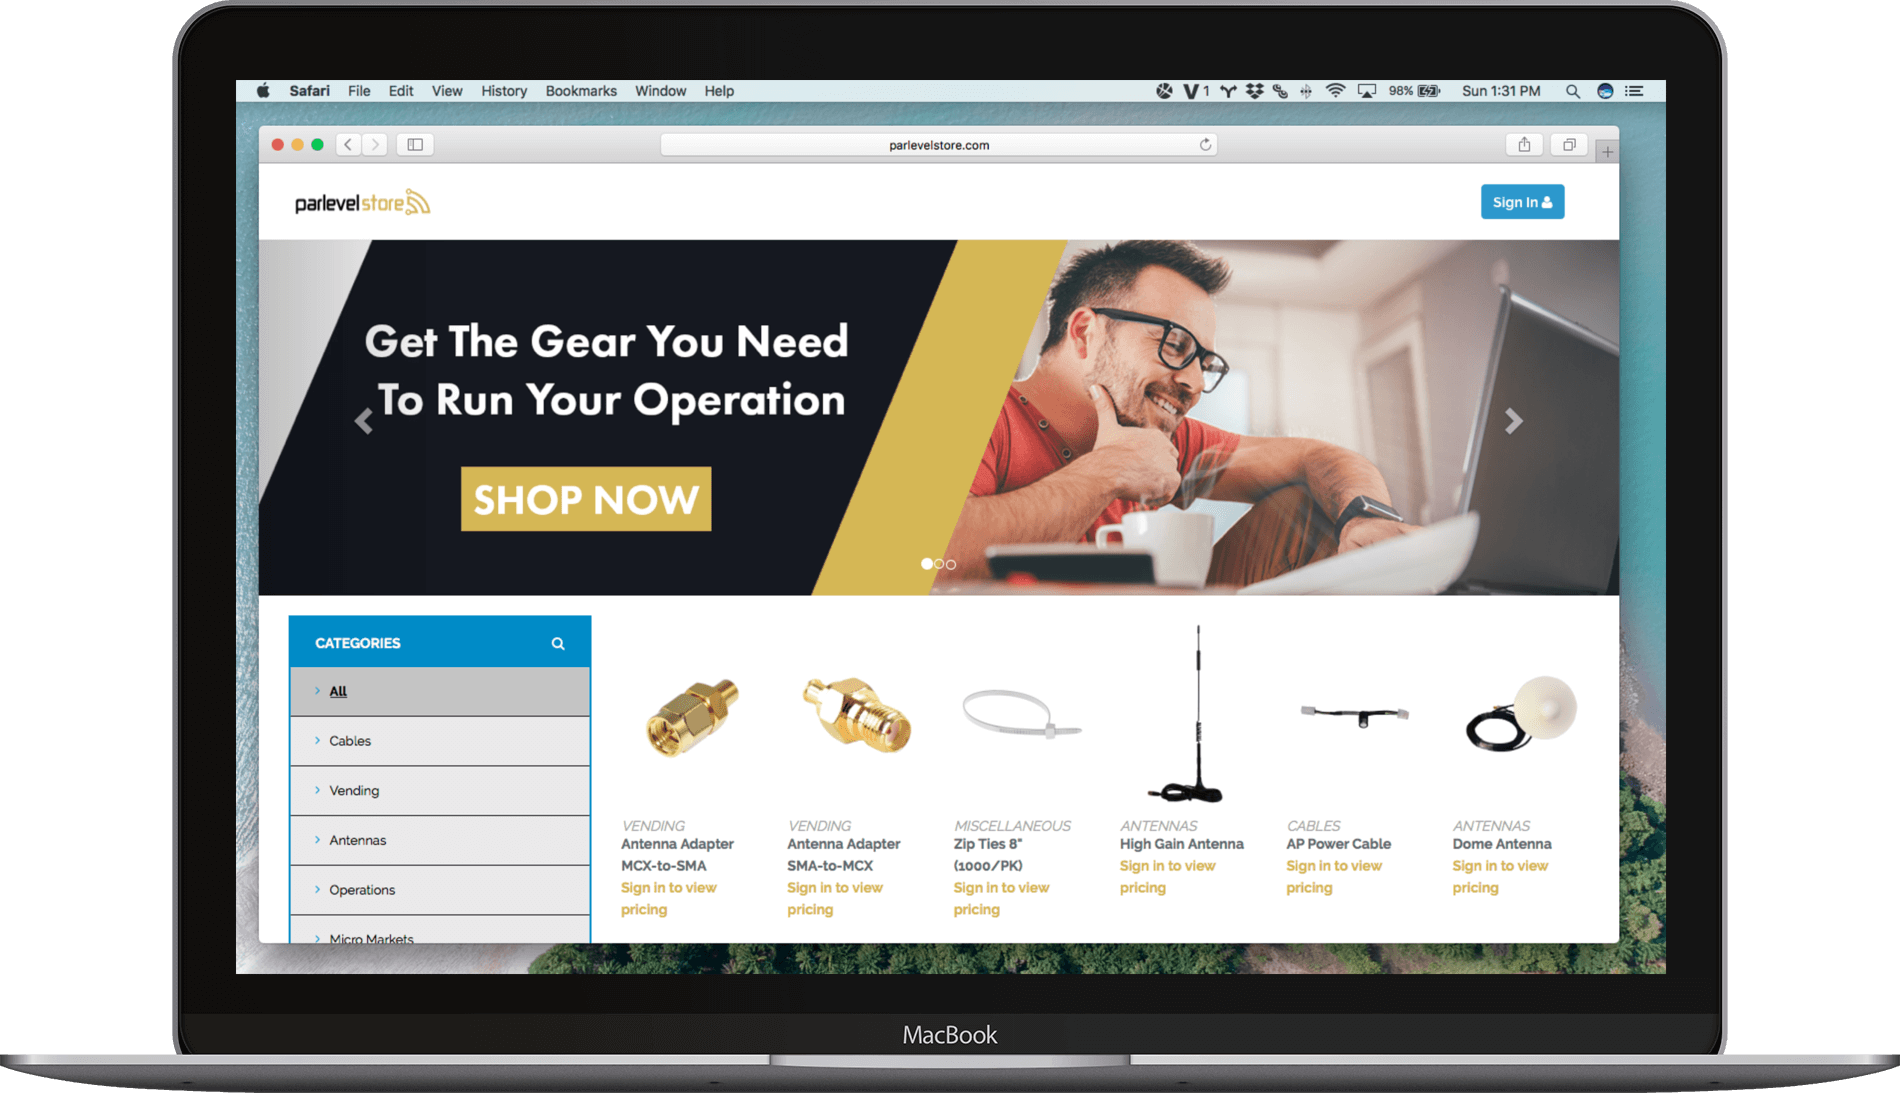 Safari File Edit View History Bookmarks Window Help
1 98% Sun 1:31 PM
parlevelstore.com
parlevel store
Sign In
Get The Gear You Need
To Run Your Operation
SHOP NOW
CATEGORIES
All
Cables
Vending
Antennas
Operations
Micro Markets
VENDING
Antenna Adapter
MCX-to-SMA
Sign in to view
pricing
VENDING
Antenna Adapter
SMA-to-MCX
Sign in to view
pricing
MISCELLANEOUS
Zip Ties 8"
(1000/PK)
Sign in to view
pricing
ANTENNAS
High Gain Antenna
Sign in to view
pricing
CABLES
AP Power Cable
Sign in to view
pricing
ANTENNAS
Dome Antenna
Sign in to view
pricing
MacBook